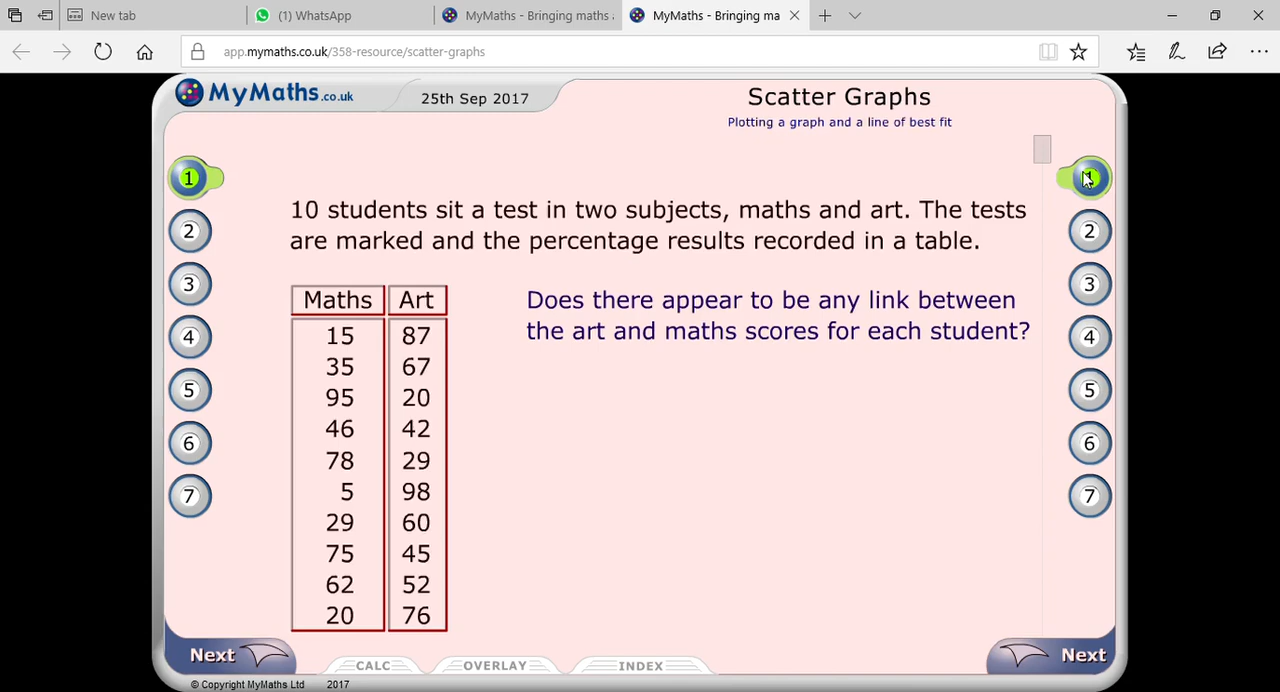 New tab
(1) WhatsApp
MyMaths - Bringing maths a
MyMaths - Bringing ma
app.mymaths.co.uk/358-resource/scatter-graphs
MyMaths.co.uk
25th Sep 2017
Scatter Graphs
Plotting a graph and a line of best fit
1
1
10 students sit a test in two subjects, maths and art. The tests
are marked and the percentage results recorded in a table.
2
2
3
3
4
4
5
5
6
6
7
7
Maths Art
15 87
35 67
95 20
46 42
78 29
5 98
29 60
75 45
62 52
20 76
Does there appear to be any link between
the art and maths scores for each student?
Next
CALC
OVERLAY
INDEX
Next
© Copyright MyMaths Ltd 2017